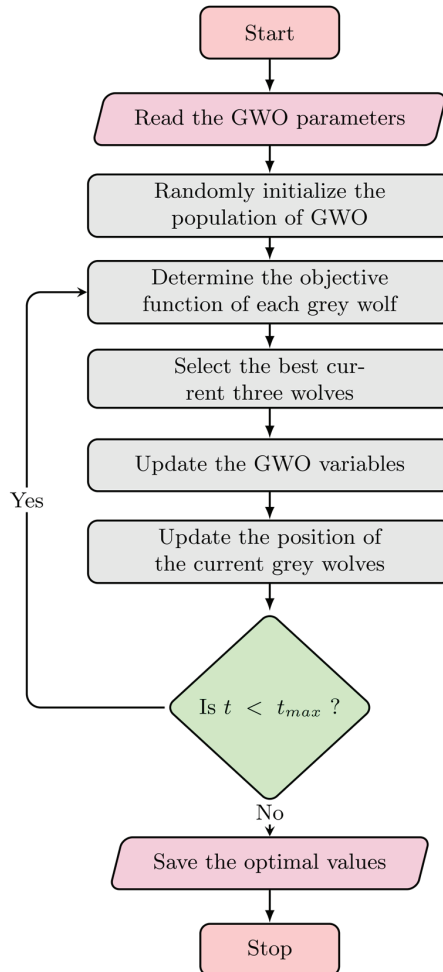 Start
Read the GWO parameters
Randomly initialize the
population of GWO
Determine the objective
function of each grey wolf
Select the best cur-
rent three wolves
Update the GWO variables
Yes
Update the position of
the current grey wolves
Is t < t_max ?
No
Save the optimal values
Stop